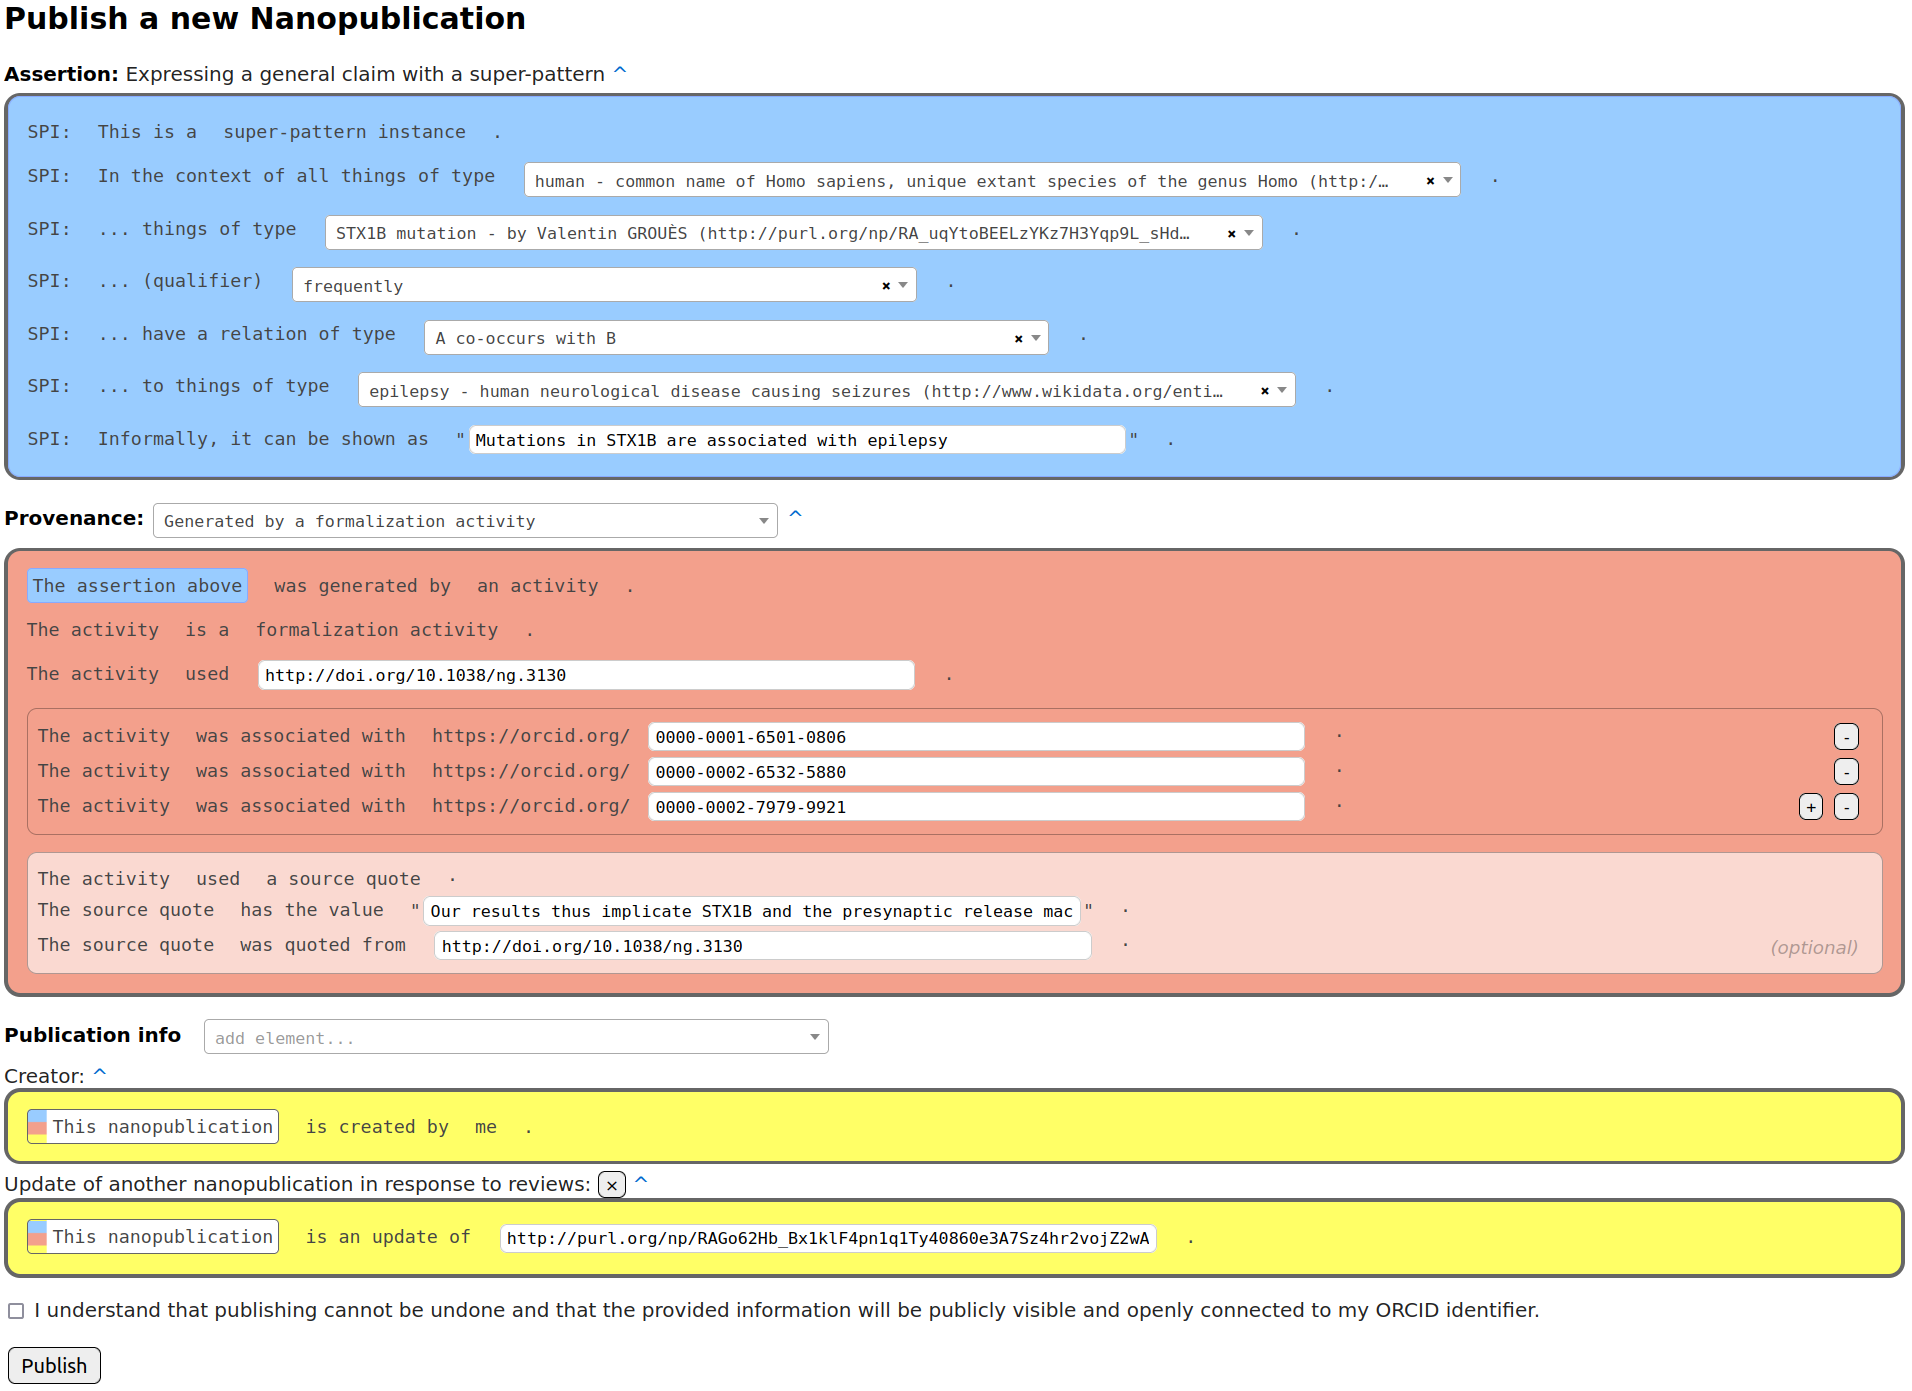 Publish a new Nanopublication
Assertion: Expressing a general claim with a super-pattern ^
SPI: This is a super-pattern instance .
SPI: In the context of all things of type human - common name of Homo sapiens, unique extant species of the genus Homo (http:/… × .
SPI: ... things of type STX1B mutation - by Valentin GROUÈS (http://purl.org/np/RA_uqYtoBEELzYKz7H3Yqp9L_sHd… × .
SPI: ... (qualifier) frequently × .
SPI: ... have a relation of type A co-occurs with B × .
SPI: ... to things of type epilepsy - human neurological disease causing seizures (http://www.wikidata.org/enti… × .
SPI: Informally, it can be shown as "Mutations in STX1B are associated with epilepsy" .
Provenance: Generated by a formalization activity ^
The assertion above was generated by an activity .
The activity is a formalization activity .
The activity used http://doi.org/10.1038/ng.3130 .
The activity was associated with https://orcid.org/ 0000-0001-6501-0806 . -
The activity was associated with https://orcid.org/ 0000-0002-6532-5880 . -
The activity was associated with https://orcid.org/ 0000-0002-7979-9921 . + -
The activity used a source quote .
The source quote has the value "Our results thus implicate STX1B and the presynaptic release mac" .
The source quote was quoted from http://doi.org/10.1038/ng.3130 . (optional)
Publication info add element...
Creator: ^
This nanopublication is created by me .
Update of another nanopublication in response to reviews: × ^
This nanopublication is an update of http://purl.org/np/RAGo62Hb_Bx1klF4pn1q1Ty40860e3A7Sz4hr2vojZ2wA .
I understand that publishing cannot be undone and that the provided information will be publicly visible and openly connected to my ORCID identifier.
Publish